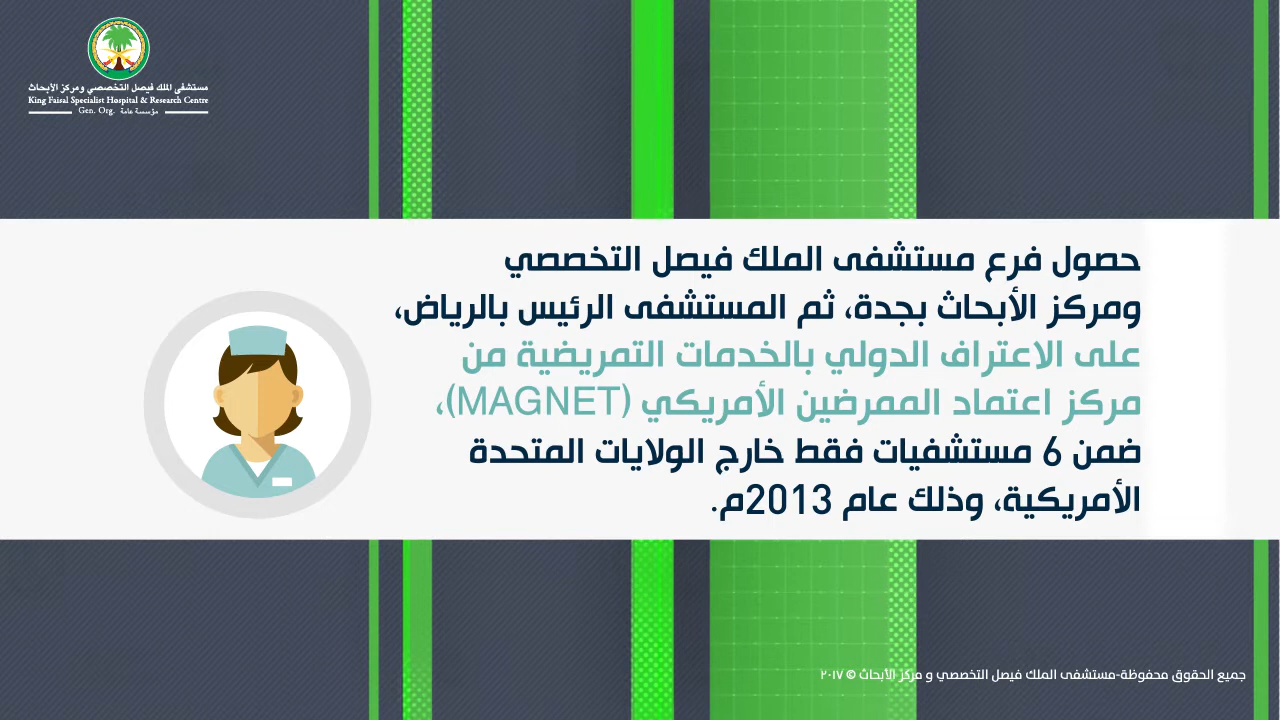 مستشفى الملك فيصل التخصصي ومركز الأبحاث
King Faisal Specialist Hospital & Research Centre
Gen. Org. مؤسسة عامة
حصول فرع مستشفى الملك فيصل التخصصي
ومركز الأبحاث بجدة، ثم المستشفى الرئيس بالرياض،
على الاعتراف الدولي بالخدمات التمريضية من
مركز اعتماد الممرضين الأمريكي (MAGNET)،
ضمن 6 مستشفيات فقط خارج الولايات المتحدة
الأمريكية، وذلك عام 2013م.
جميع الحقوق محفوظة-مستشفى الملك فيصل التخصصي و مركز الأبحاث © ٢٠١٧